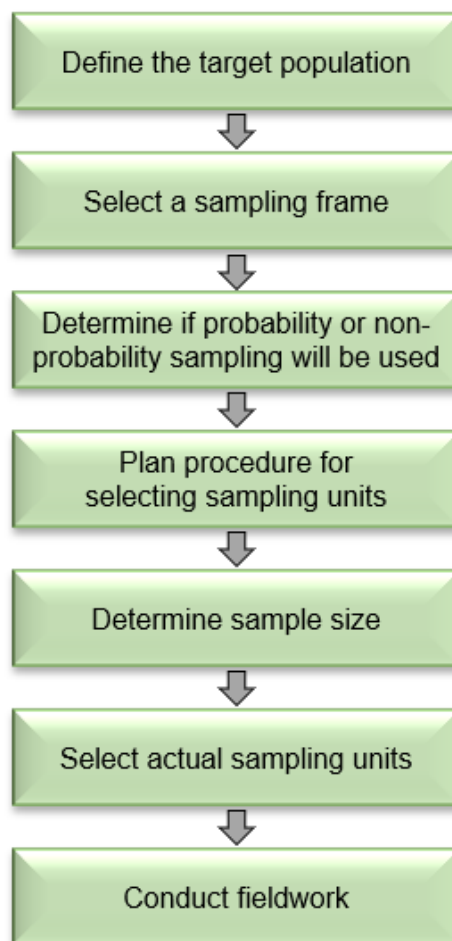 Define the target population
Select a sampling frame
Determine if probability or non-
probability sampling will be used
Plan procedure for
selecting sampling units
Determine sample size
Select actual sampling units
Conduct fieldwork